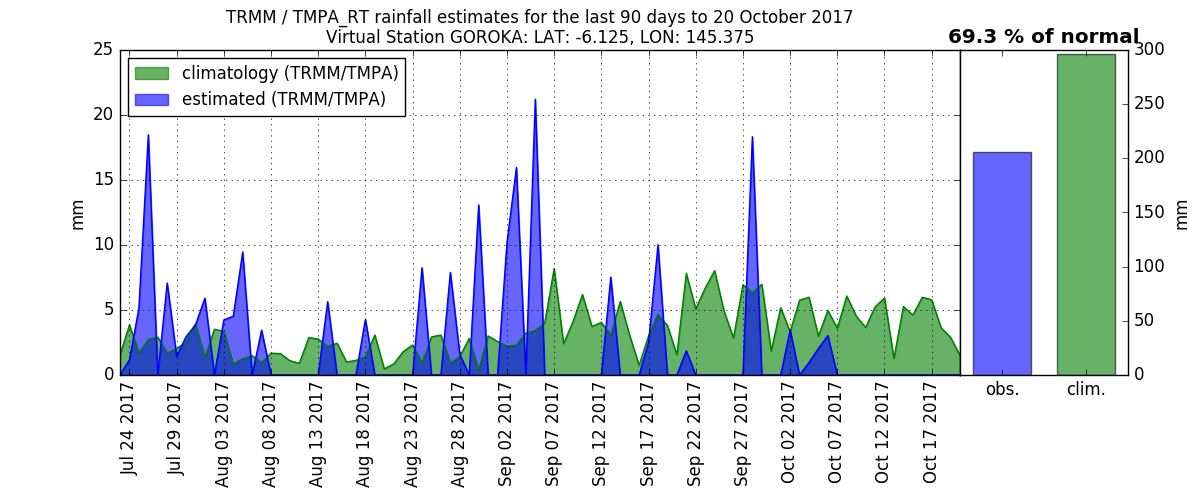 TRMM / TMPA_RT rainfall estimates for the last 90 days to 20 October 2017
Virtual Station GOROKA: LAT: -6.125, LON: 145.375
69.3 % of normal
climatology (TRMM/TMPA)
estimated (TRMM/TMPA)
25
20
15
10
5
0
mm
Jul 24 2017
Jul 29 2017
Aug 03 2017
Aug 08 2017
Aug 13 2017
Aug 18 2017
Aug 23 2017
Aug 28 2017
Sep 02 2017
Sep 07 2017
Sep 12 2017
Sep 17 2017
Sep 22 2017
Sep 27 2017
Oct 02 2017
Oct 07 2017
Oct 12 2017
Oct 17 2017
300
250
200
150
100
50
0
mm
obs.
clim.